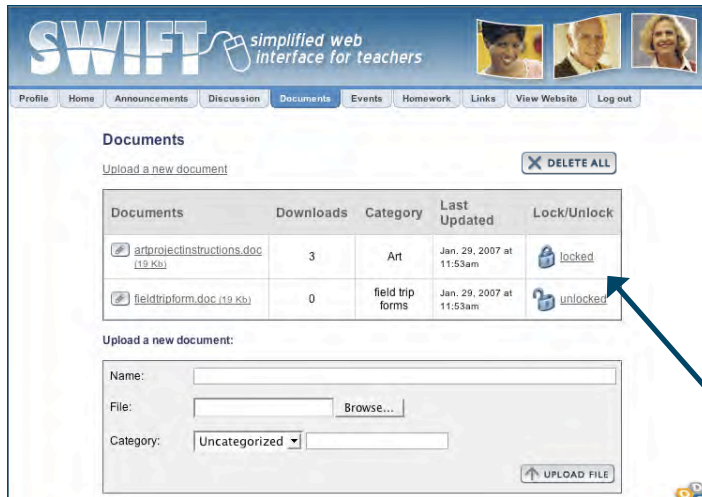 SWIFT simplified web
interface for teachers
Profile Home Announcements Discussion Documents Events Homework Links View Website Log out
Documents
Upload a new document
DELETE ALL
Documents Downloads Category Last Updated Lock/Unlock
artprojectinstructions.doc (19 Kb) 3 Art Jan. 29, 2007 at 11:53am locked
fieldtripform.doc (19 Kb) 0 field trip forms Jan. 29, 2007 at 11:53am unlocked
Upload a new document:
Name:
File: Browse...
Category: Uncategorized
UPLOAD FILE